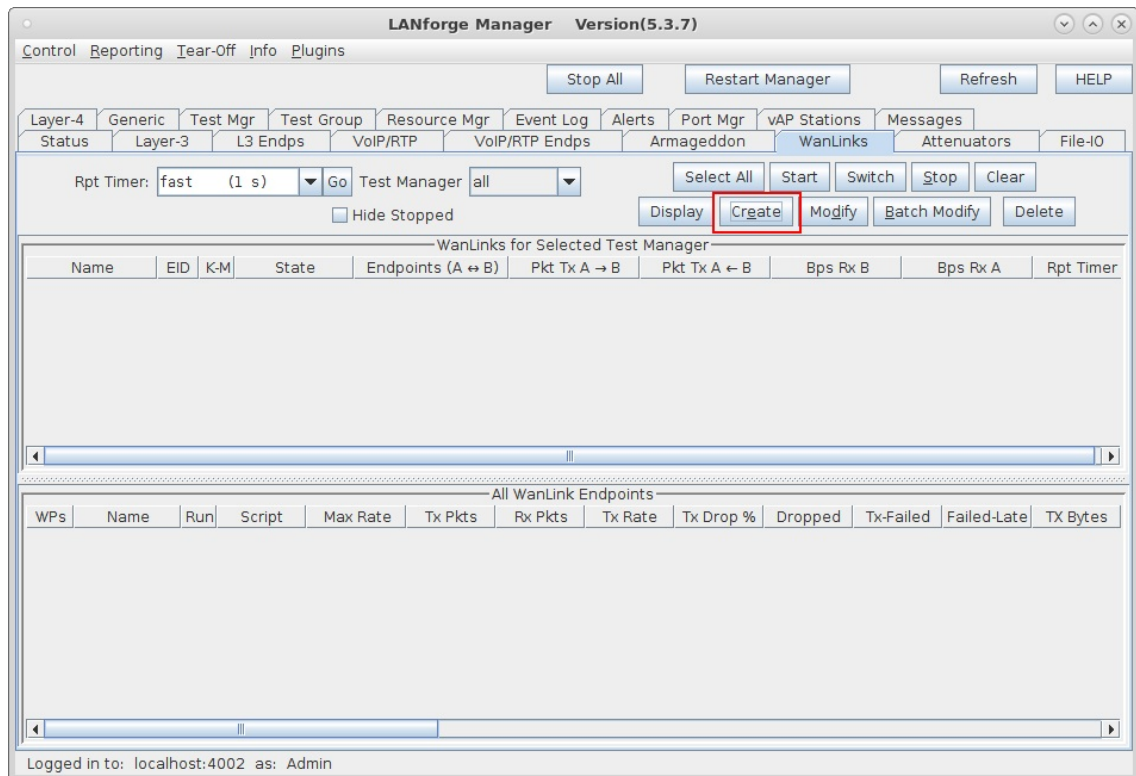 LANforge Manager Version(5.3.7)
Control Reporting Tear-Off Info Plugins
Stop All Restart Manager Refresh HELP
Layer-4 Generic Test Mgr Test Group Resource Mgr Event Log Alerts Port Mgr vAP Stations Messages
Status Layer-3 L3 Endps VoIP/RTP VoIP/RTP Endps Armageddon WanLinks Attenuators File-IO
Rpt Timer: fast (1 s) Go Test Manager all Select All Start Switch Stop Clear
Hide Stopped Display Create Modify Batch Modify Delete
WanLinks for Selected Test Manager
Name EID K-M State Endpoints (A ↔ B) Pkt Tx A → B Pkt Tx A ← B Bps Rx B Bps Rx A Rpt Timer
All WanLink Endpoints
WPs Name Run Script Max Rate Tx Pkts Rx Pkts Tx Rate Tx Drop % Dropped Tx-Failed Failed-Late TX Bytes
Logged in to: localhost:4002 as: Admin